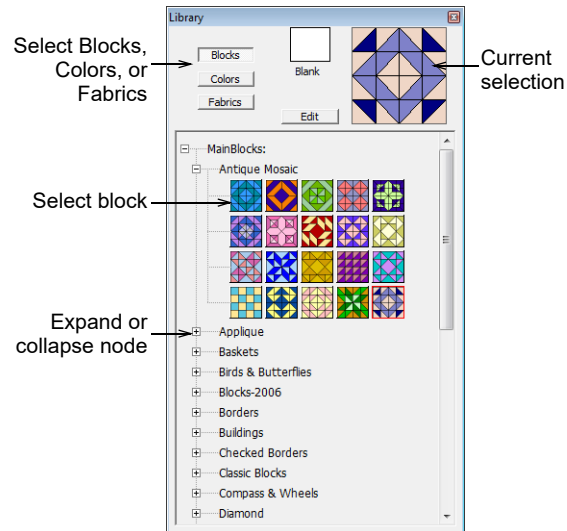 Library
Select Blocks,
Colors, or
Fabrics
Blocks
Colors
Fabrics
Blank
Edit
Current
selection
MainBlocks:
Antique Mosaic
Select block
Expand or
collapse node
Applique
Baskets
Birds & Butterflies
Blocks-2006
Borders
Buildings
Checked Borders
Classic Blocks
Compass & Wheels
Diamond